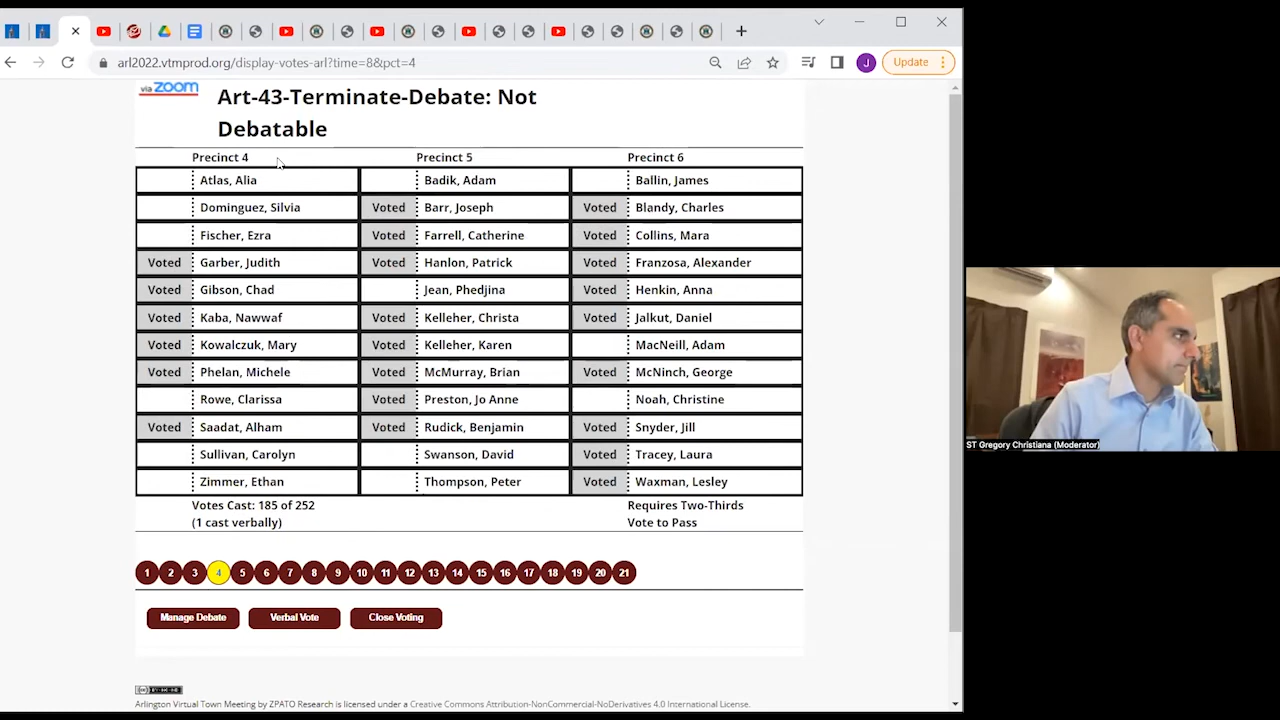 Update
arl2022.vtmprod.org/display-votes-arl?time=8&pct=4
J
via zoom
Art-43-Terminate-Debate: Not
Debatable
Precinct 4 Precinct 5 Precinct 6
Atlas, Alia Badik, Adam Ballin, James
Dominguez, Silvia Voted Barr, Joseph Voted Blandy, Charles
Fischer, Ezra Voted Farrell, Catherine Voted Collins, Mara
Voted Garber, Judith Voted Hanlon, Patrick Voted Franzosa, Alexander
Voted Gibson, Chad Jean, Phedjina Voted Henkin, Anna
Voted Kaba, Nawwaf Voted Kelleher, Christa Voted Jalkut, Daniel
Voted Kowalczuk, Mary Voted Kelleher, Karen MacNeill, Adam
Voted Phelan, Michele Voted McMurray, Brian Voted McNinch, George
Rowe, Clarissa Voted Preston, Jo Anne Noah, Christine
Voted Saadat, Alham Voted Rudick, Benjamin Voted Snyder, Jill
Sullivan, Carolyn Swanson, David Voted Tracey, Laura
Zimmer, Ethan Thompson, Peter Voted Waxman, Lesley
Votes Cast: 185 of 252 Requires Two-Thirds
(1 cast verbally) Vote to Pass
1 2 3 4 5 6 7 8 9 10 11 12 13 14 15 16 17 18 19 20 21
Manage Debate Verbal Vote Close Voting
Arlington Virtual Town Meeting by ZPATO Research is licensed under a Creative Commons Attribution-NonCommercial-NoDerivatives 4.0 International License.
ST Gregory Christiana (Moderator)